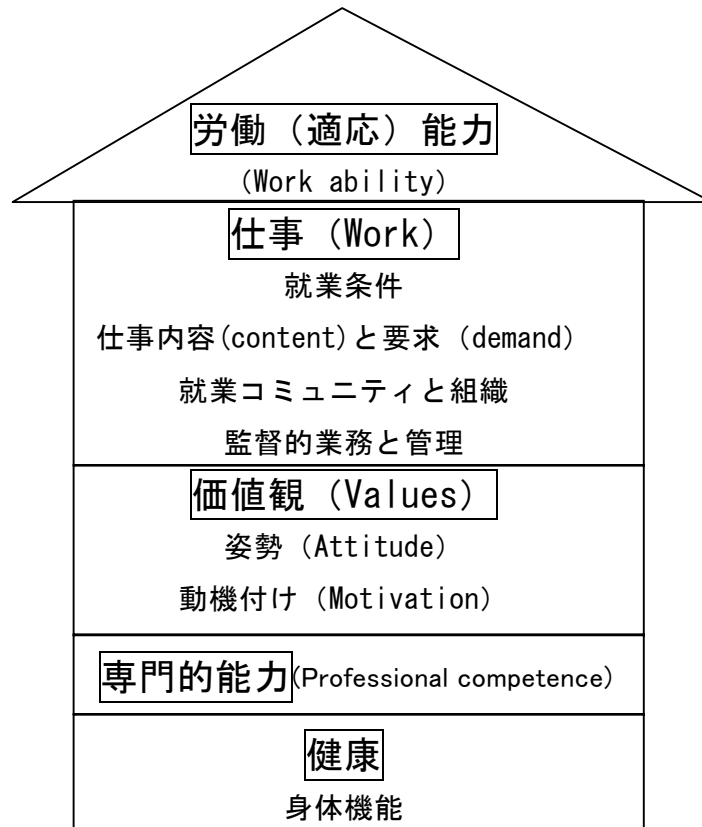 労働（適応）能力
(Work ability)
仕事（Work）
就業条件
仕事内容(content)と要求（demand）
就業コミュニティと組織
監督的業務と管理
価値観（Values）
姿勢（Attitude）
動機付け（Motivation）
専門的能力(Professional competence)
健康
身体機能